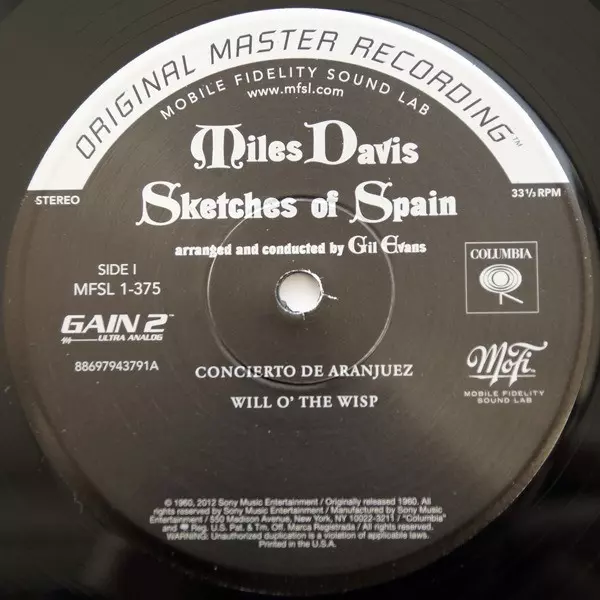 ORIGINAL MASTER RECORDING™
MOBILE FIDELITY SOUND LAB
www.mfsl.com
Miles Davis
Sketches of Spain
arranged and conducted by Gil Evans
STEREO
33⅓ RPM
SIDE I
MFSL 1-375
GAIN 2™
ULTRA ANALOG
88697943791A
COLUMBIA
MoFi
MOBILE FIDELITY
SOUND LAB
CONCIERTO DE ARANJUEZ
WILL O' THE WISP
© 1960, 2012 Sony Music Entertainment / Originally released 1960. All
rights reserved by Sony Music Entertainment / Manufactured by Sony Music
Entertainment / 550 Madison Avenue, New York, NY 10022-3211 / "Columbia"
and Reg. U.S. Pat. & Tm. Off. Marca Registrada / All rights reserved.
WARNING: Unauthorized duplication is a violation of applicable laws.
Printed in the U.S.A.